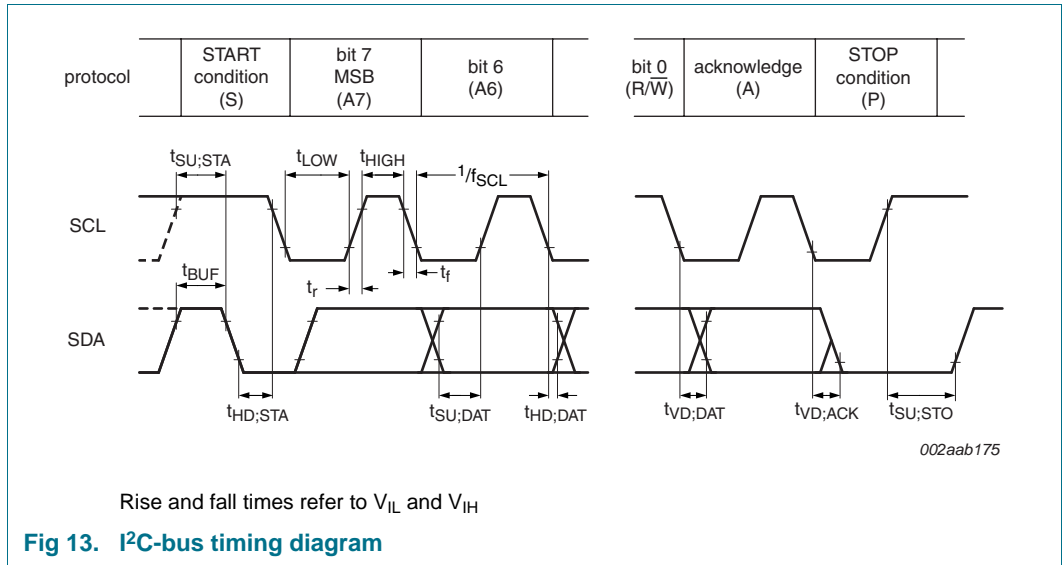 protocol
START
condition
(S)
bit 7
MSB
(A7)
bit 6
(A6)
bit 0
(R/W̅)
acknowledge
(A)
STOP
condition
(P)
tSU;STA
tLOW
tHIGH
1/fSCL
SCL
tBUF
tr
tf
SDA
tHD;STA
tSU;DAT
tHD;DAT
tVD;DAT
tVD;ACK
tSU;STO
002aab175
Rise and fall times refer to VIL and VIH
Fig 13. I²C-bus timing diagram